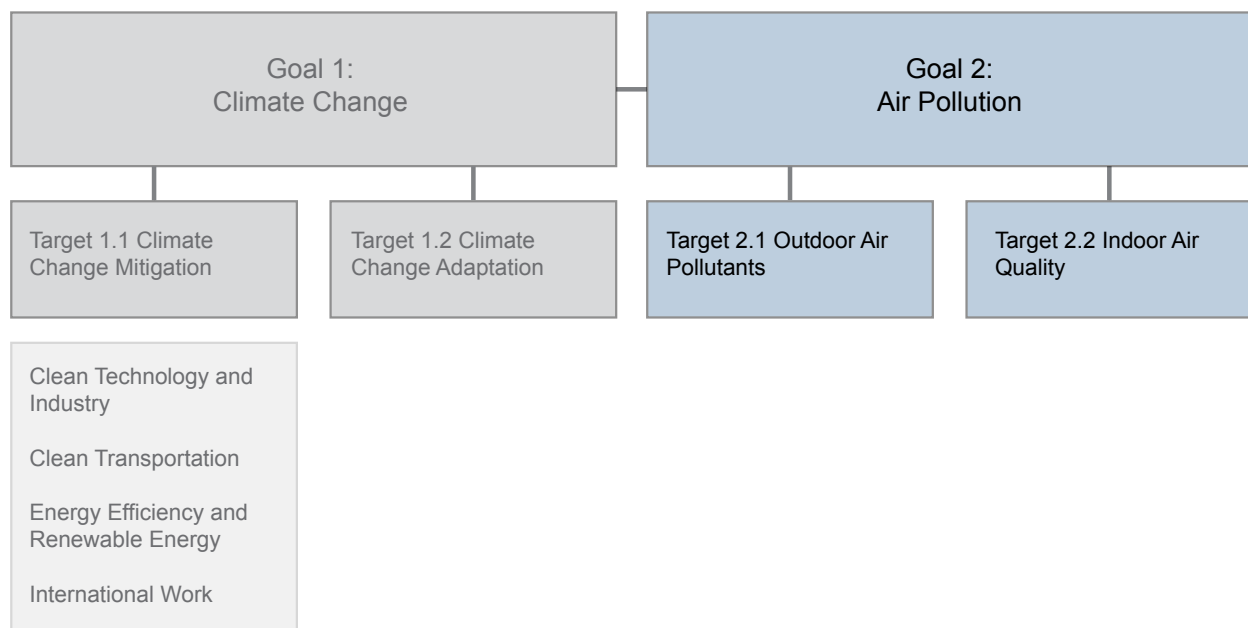 Goal 1:
Climate Change
Goal 2:
Air Pollution
Target 1.1 Climate
Change Mitigation
Target 1.2 Climate
Change Adaptation
Target 2.1 Outdoor Air
Pollutants
Target 2.2 Indoor Air
Quality
Clean Technology and
Industry
Clean Transportation
Energy Efficiency and
Renewable Energy
International Work